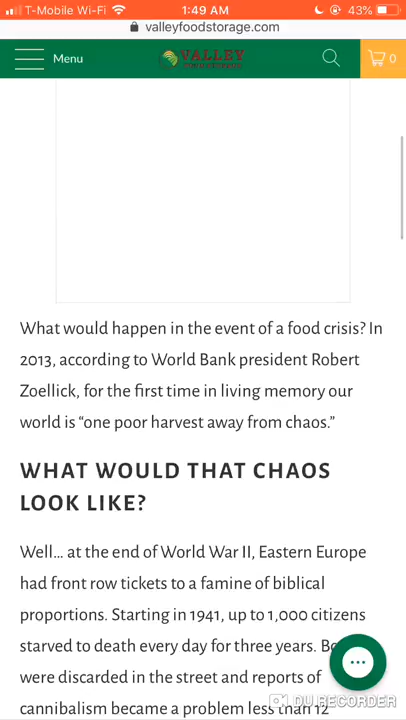 T-Mobile Wi-Fi 1:49 AM 43%
valleyfoodstorage.com
Menu VALLEY 0
What would happen in the event of a food crisis? In
2013, according to World Bank president Robert
Zoellick, for the first time in living memory our
world is “one poor harvest away from chaos.”
WHAT WOULD THAT CHAOS
LOOK LIKE?
Well... at the end of World War II, Eastern Europe
had front row tickets to a famine of biblical
proportions. Starting in 1941, up to 1,000 citizens
starved to death every day for three years.
were discarded in the street and reports of
cannibalism became a problem less than 12
DU RECORDER